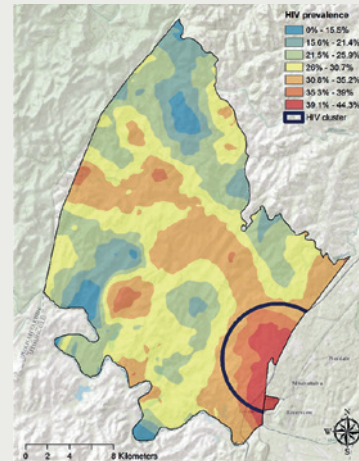 HIV prevalence
0% - 15.5%
15.6% - 21.4%
21.5% - 25.9%
26% - 30.7%
30.8% - 35.2%
35.3% - 39%
39.1% - 44.3%
HIV cluster
N
W
E
S
0 2 4 8 Kilometers